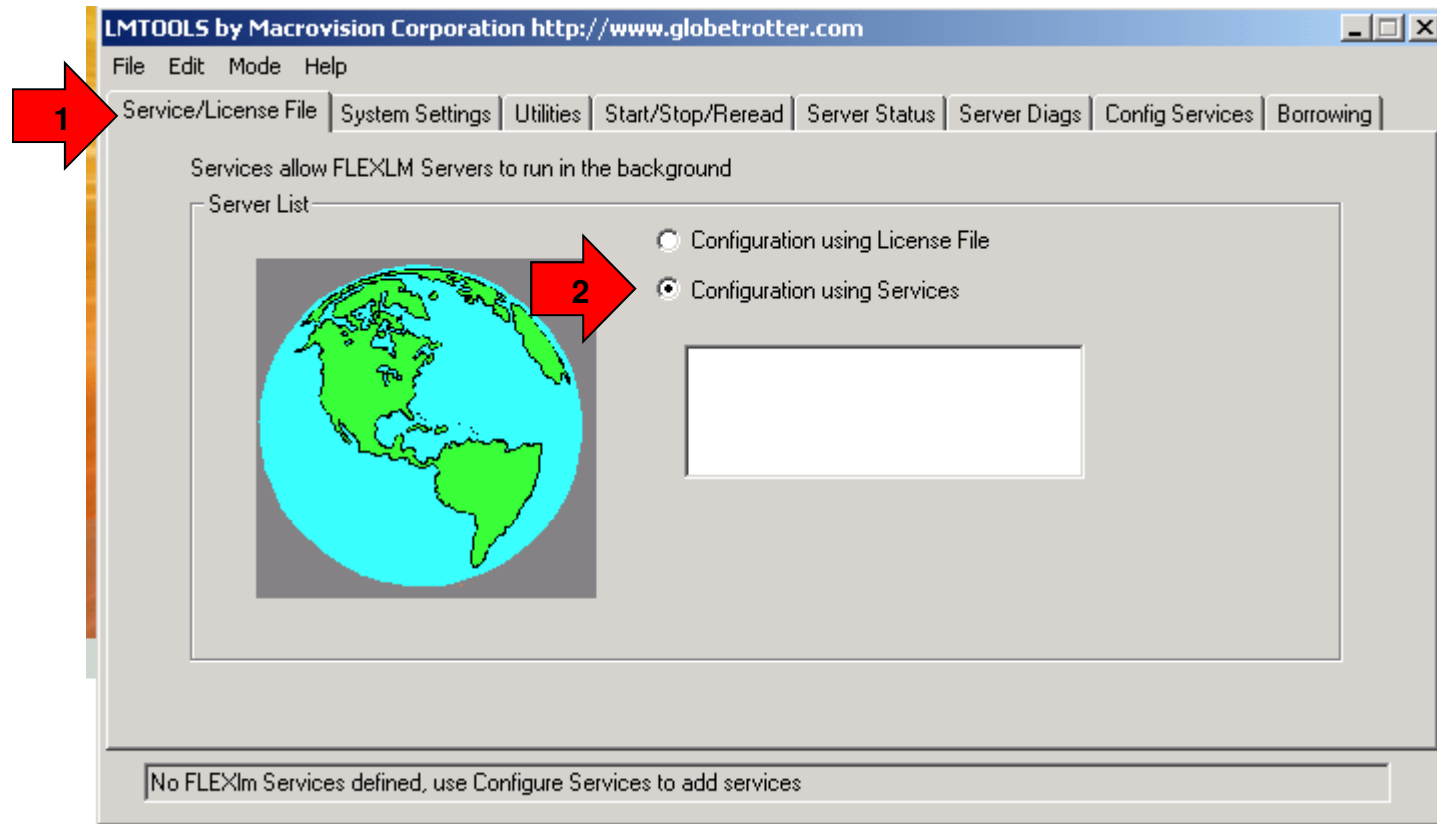 LMTOOLS by Macrovision Corporation http://www.globetrotter.com
File Edit Mode Help
1
Service/License File System Settings Utilities Start/Stop/Reread Server Status Server Diags Config Services Borrowing
Services allow FLEXLM Servers to run in the background
Server List
Configuration using License File
2
Configuration using Services
No FLEXlm Services defined, use Configure Services to add services